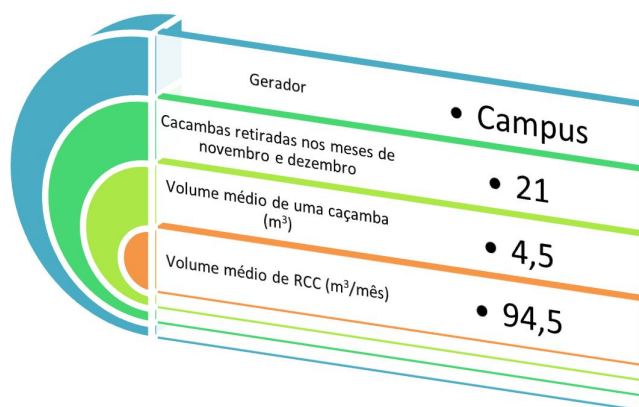 Gerador
• Campus
Cacambas retiradas nos meses de
novembro e dezembro
• 21
Volume médio de uma caçamba
(m³)
• 4,5
Volume médio de RCC (m³/mês)
• 94,5